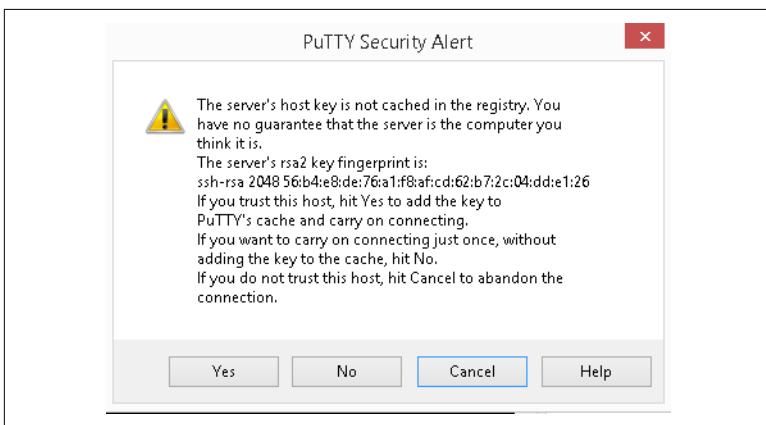 PuTTY Security Alert
The server's host key is not cached in the registry. You
have no guarantee that the server is the computer you
think it is.
The server's rsa2 key fingerprint is:
ssh-rsa 2048 56:b4:e8:de:76:a1:f8:af:cd:62:b7:2c:04:dd:e1:26
If you trust this host, hit Yes to add the key to
PuTTY's cache and carry on connecting.
If you want to carry on connecting just once, without
adding the key to the cache, hit No.
If you do not trust this host, hit Cancel to abandon the
connection.
Yes No Cancel Help